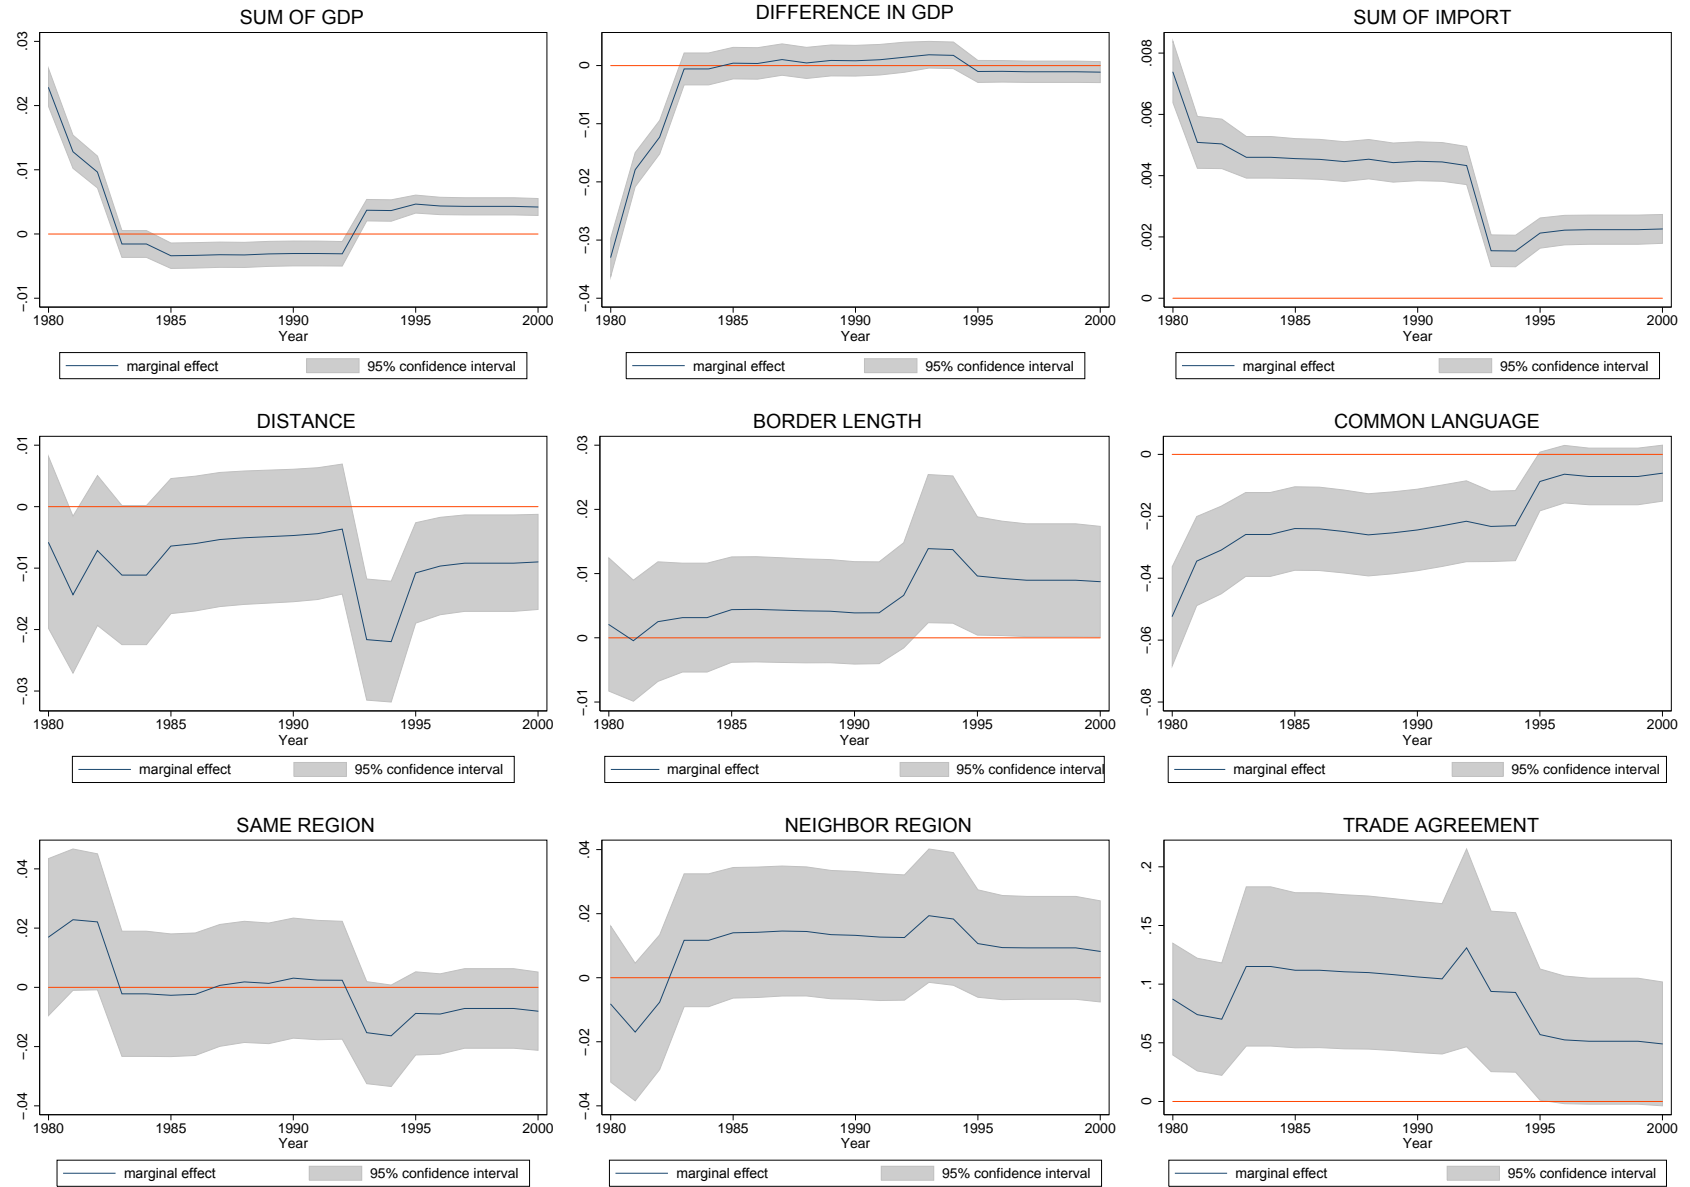 SUM OF GDP
.03
.02
.01
0
-.01
1980 1985 1990 1995 2000
Year
marginal effect 95% confidence interval
DIFFERENCE IN GDP
0
-.01
-.02
-.03
-.04
1980 1985 1990 1995 2000
Year
marginal effect 95% confidence interval
SUM OF IMPORT
.008
.006
.004
.002
0
1980 1985 1990 1995 2000
Year
marginal effect 95% confidence interval
DISTANCE
.01
0
-.01
-.02
-.03
1980 1985 1990 1995 2000
Year
marginal effect 95% confidence interval
BORDER LENGTH
.03
.02
.01
0
-.01
1980 1985 1990 1995 2000
Year
marginal effect 95% confidence interval
COMMON LANGUAGE
0
-.02
-.04
-.06
-.08
1980 1985 1990 1995 2000
Year
marginal effect 95% confidence interval
SAME REGION
.04
.02
0
-.02
-.04
1980 1985 1990 1995 2000
Year
marginal effect 95% confidence interval
NEIGHBOR REGION
.04
.02
0
-.02
-.04
1980 1985 1990 1995 2000
Year
marginal effect 95% confidence interval
TRADE AGREEMENT
.2
.15
.1
.05
0
1980 1985 1990 1995 2000
Year
marginal effect 95% confidence interval